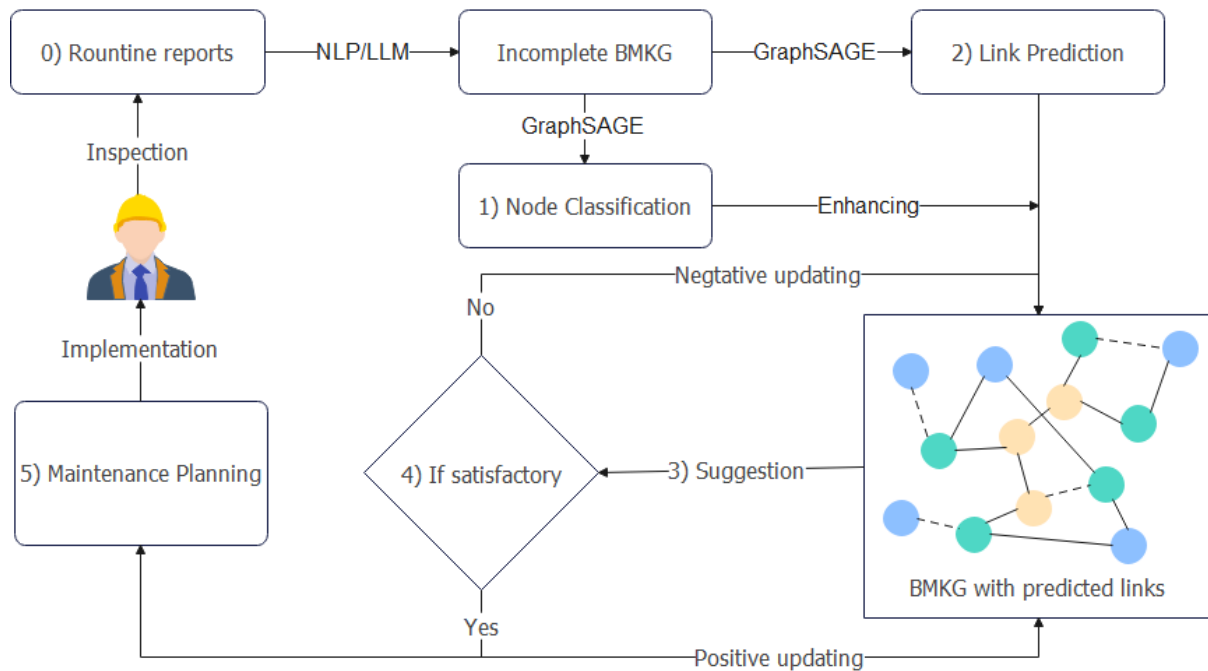 0) Rountine reports
NLP/LLM
Incomplete BMKG
GraphSAGE
2) Link Prediction
GraphSAGE
Inspection
1) Node Classification
Enhancing
Negtative updating
No
Implementation
5) Maintenance Planning
4) If satisfactory
3) Suggestion
BMKG with predicted links
Yes
Positive updating